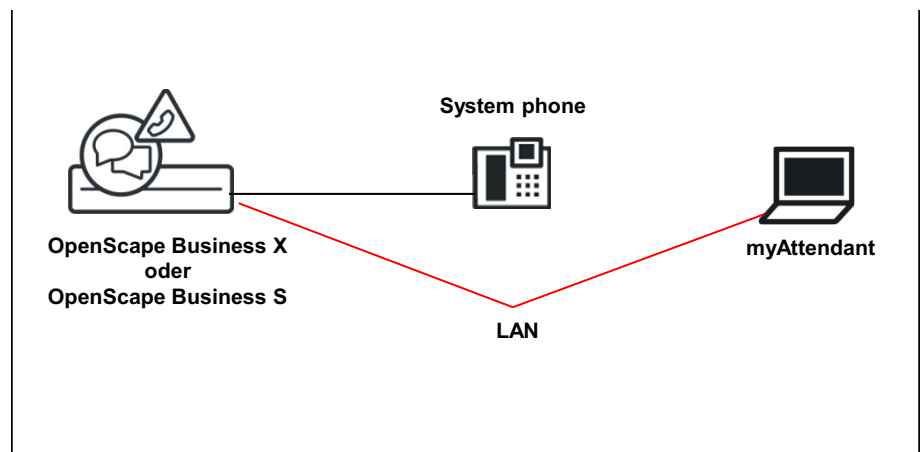 System phone
OpenScape Business X
oder
OpenScape Business S
myAttendant
LAN